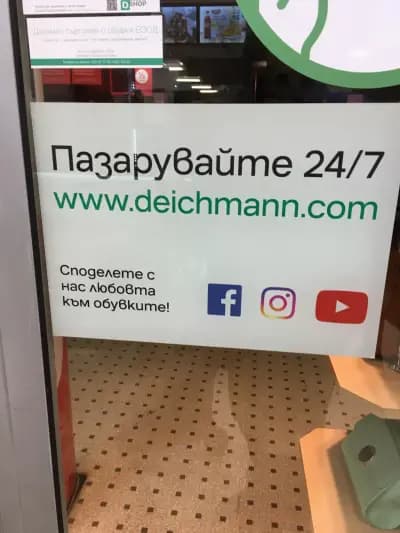 SHOP
Пазарувайте 24/7
www.deichmann.com
Споделете с
нас любовта
към обувките!